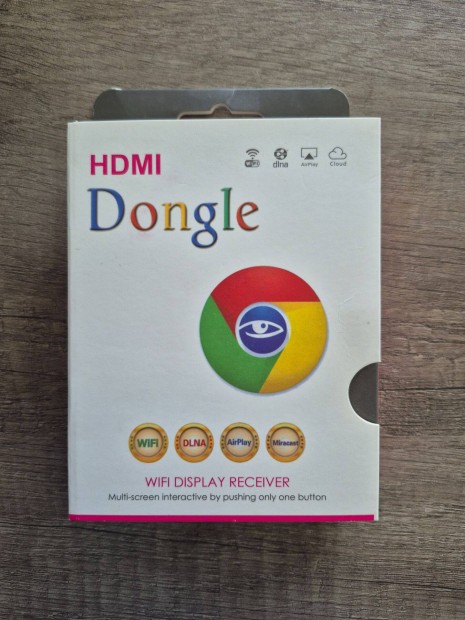 HDMI
WiFi dlna AirPlay Cloud
Dongle
WiFi DLNA AirPlay Miracast
WIFI DISPLAY RECEIVER
Multi-screen interactive by pushing only one button